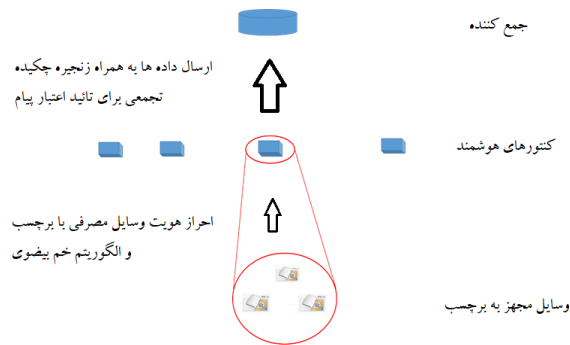 جمع کننده
ارسال داده ها به همراه زنجیره چکیده
تجمعی برای تائید اعتبار پیام
کنتورهای هوشمند
احراز هویت وسایل مصرفی با برچسب
و الگوریتم خم بیضوی
وسایل مجهز به برچسب